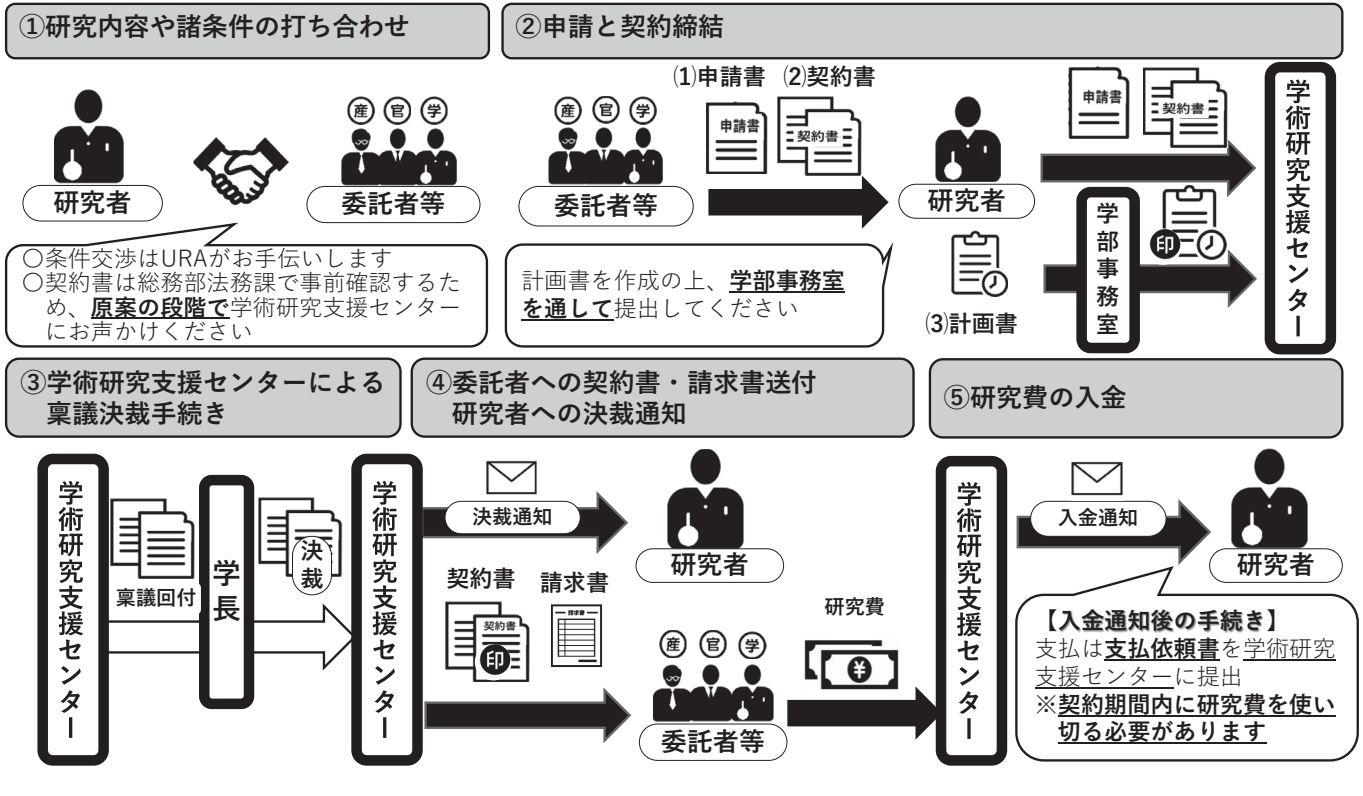 ①研究内容や諸条件の打ち合わせ
産 官 学
研究者
委託者等
○条件交渉はURAがお手伝いします
○契約書は総務部法務課で事前確認するた
め、原案の段階で学術研究支援センター
にお声かけください
②申請と契約締結
⑴申請書 ⑵契約書
産 官 学
申請書
契約書
委託者等
研究者
申請書
契約書
学部事務室
印
学術研究支援センター
計画書を作成の上、学部事務室
を通して提出してください
⑶計画書
③学術研究支援センターによる
稟議決裁手続き
学術研究支援センター
稟議回付
学長
決裁
学術研究支援センター
④委託者への契約書・請求書送付
研究者への決裁通知
決裁通知
研究者
契約書
請求書
契約書
印
請求書
産 官 学
委託者等
研究費
¥
⑤研究費の入金
学術研究支援センター
入金通知
研究者
【入金通知後の手続き】
支払は支払依頼書を学術研究
支援センターに提出
※契約期間内に研究費を使い
切る必要があります